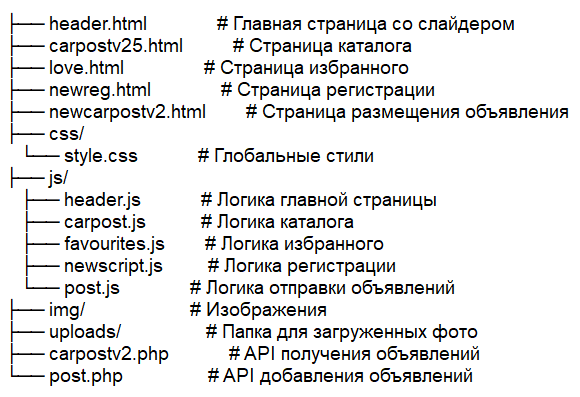 ├── header.html # Главная страница со слайдером
├── carpostv25.html # Страница каталога
├── love.html # Страница избранного
├── newreg.html # Страница регистрации
├── newcarpostv2.html # Страница размещения объявления
├── css/
└── style.css # Глобальные стили
├── js/
├── header.js # Логика главной страницы
├── carpost.js # Логика каталога
├── favourites.js # Логика избранного
├── newscript.js # Логика регистрации
└── post.js # Логика отправки объявлений
├── img/ # Изображения
├── uploads/ # Папка для загруженных фото
├── carpostv2.php # API получения объявлений
└── post.php # API добавления объявлений